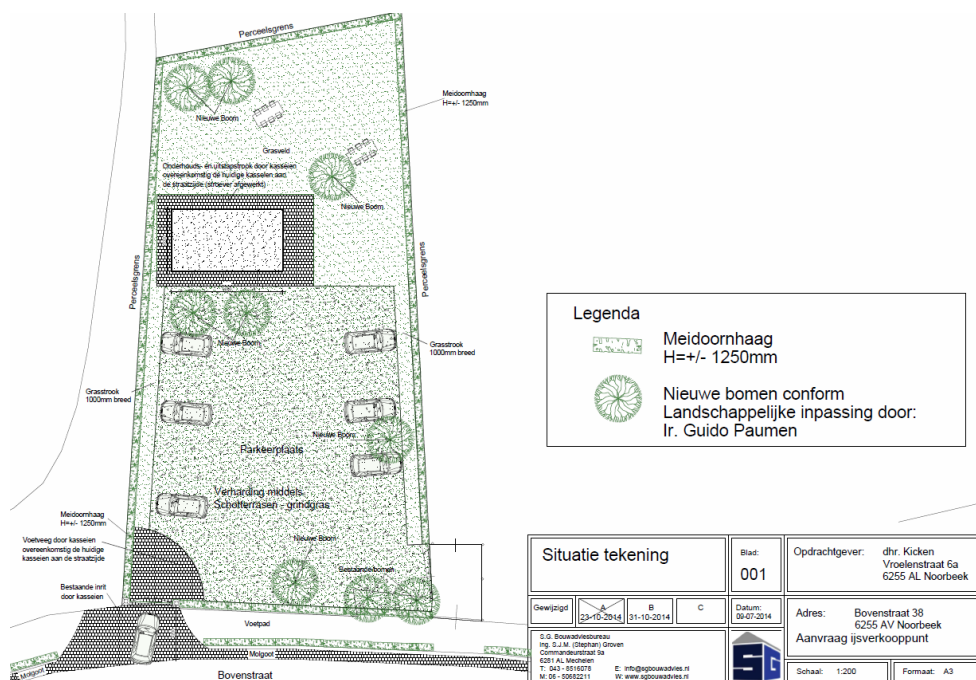 Perceelsgrens
Meidoornhaag
H=+/- 1250mm
Nieuwe Boom
Grasveld
Onderhouds- en uitstapstrook door kasseien
overeenkomstig de huidige kasseien aan
de straatzijde (stroever afgewerkt)
Nieuwe Boom
Perceelsgrens
Perceelsgrens
Nieuwe Boom
Grasstrook
1000mm breed
Grasstrook
1000mm breed
Nieuwe Boom
Parkeerplaats
Verharding middels
Schotterrasen - grindgras
Meidoornhaag
H=+/- 1250mm
Voetveeg door kasseien
overeenkomstig de huidige
kasseien aan de straatzijde
Nieuwe Boom
Bestaande bomen
Bestaande inrit
door kasseien
Voetpad
Molgoot
Molgoot
Bovenstraat
Legenda
Meidoornhaag
H=+/- 1250mm
Nieuwe bomen conform
Landschappelijke inpassing door:
Ir. Guido Paumen
Situatie tekening
Blad:
001
Opdrachtgever: dhr. Kicken
Vroelenstraat 6a
6255 AL Noorbeek
Gewijzigd
A
23-10-2014
B
31-10-2014
C
Datum:
09-07-2014
Adres: Bovenstraat 38
6255 AV Noorbeek
Aanvraag ijsverkooppunt
S.G. Bouwadviesbureau
Ing. S.J.M. (Stephan) Groven
Commandeurstraat 9a
6281 AL Mechelen
T: 043 - 8516078 E: info@sgbouwadvies.nl
M: 06 - 50682211 W: www.sgbouwadvies.nl
SG
Schaal: 1:200
Formaat: A3